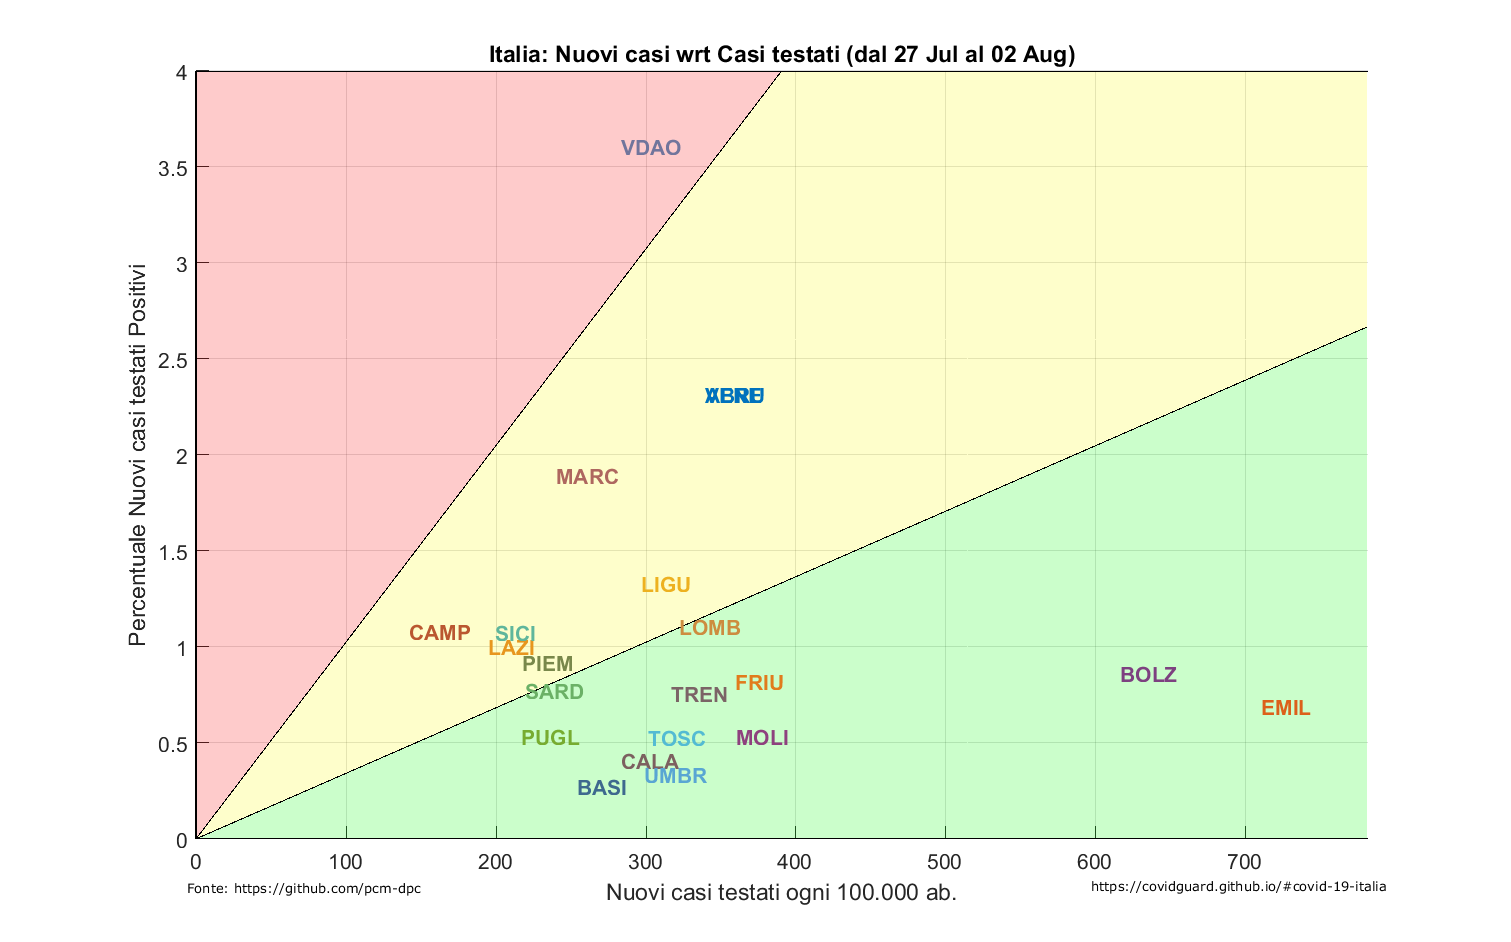 Italia: Nuovi casi wrt Casi testati (dal 27 Jul al 02 Aug)
Percentuale Nuovi casi testati Positivi
4
3.5
3
2.5
2
1.5
1
0.5
0
VDAO
MARC
LIGU
CAMP
SICI
LOMB
LAZI
PIEM
SARD
TREN
FRIU
BOLZ
EMIL
PUGL
TOSC
MOLI
CALA
UMBR
BASI
0 100 200 300 400 500 600 700
Nuovi casi testati ogni 100.000 ab.
Fonte: https://github.com/pcm-dpc
https://covidguard.github.io/#covid-19-italia